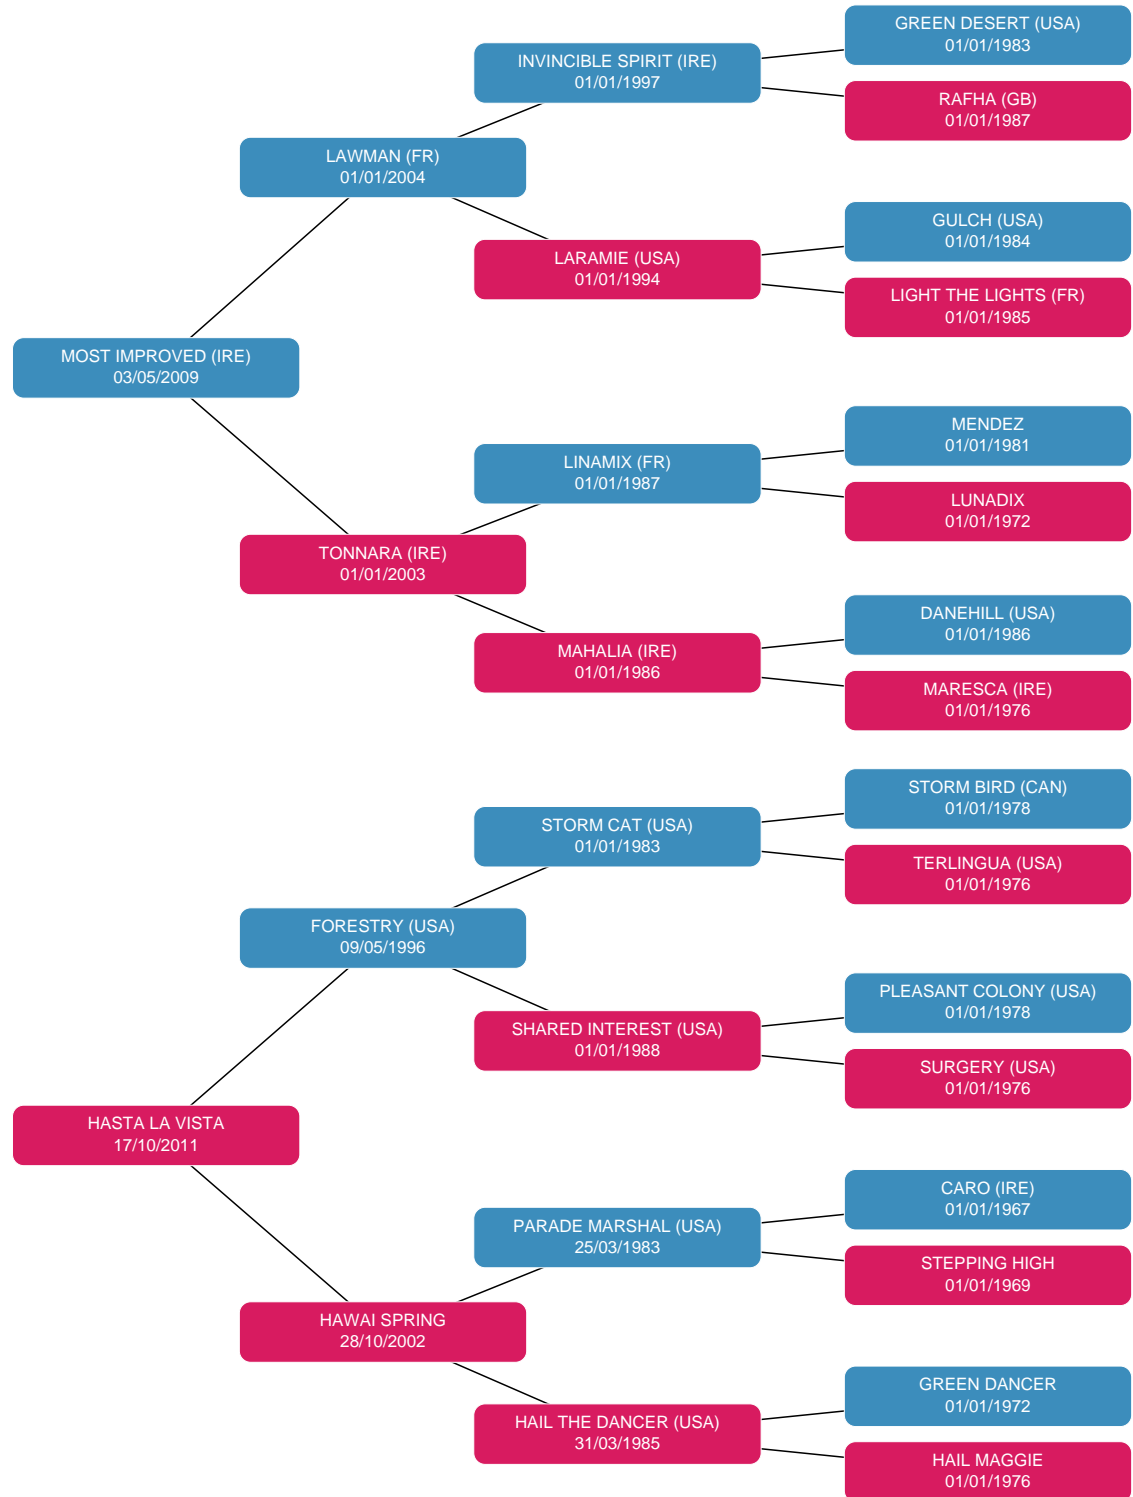 GREEN DESERT (USA)
01/01/1983
INVINCIBLE SPIRIT (IRE)
01/01/1997
RAFHA (GB)
01/01/1987
LAWMAN (FR)
01/01/2004
GULCH (USA)
01/01/1984
LARAMIE (USA)
01/01/1994
LIGHT THE LIGHTS (FR)
01/01/1985
MOST IMPROVED (IRE)
03/05/2009
MENDEZ
01/01/1981
LINAMIX (FR)
01/01/1987
LUNADIX
01/01/1972
TONNARA (IRE)
01/01/2003
DANEHILL (USA)
01/01/1986
MAHALIA (IRE)
01/01/1986
MARESCA (IRE)
01/01/1976
STORM BIRD (CAN)
01/01/1978
STORM CAT (USA)
01/01/1983
TERLINGUA (USA)
01/01/1976
FORESTRY (USA)
09/05/1996
PLEASANT COLONY (USA)
01/01/1978
SHARED INTEREST (USA)
01/01/1988
SURGERY (USA)
01/01/1976
HASTA LA VISTA
17/10/2011
CARO (IRE)
01/01/1967
PARADE MARSHAL (USA)
25/03/1983
STEPPING HIGH
01/01/1969
HAWAI SPRING
28/10/2002
GREEN DANCER
01/01/1972
HAIL THE DANCER (USA)
31/03/1985
HAIL MAGGIE
01/01/1976